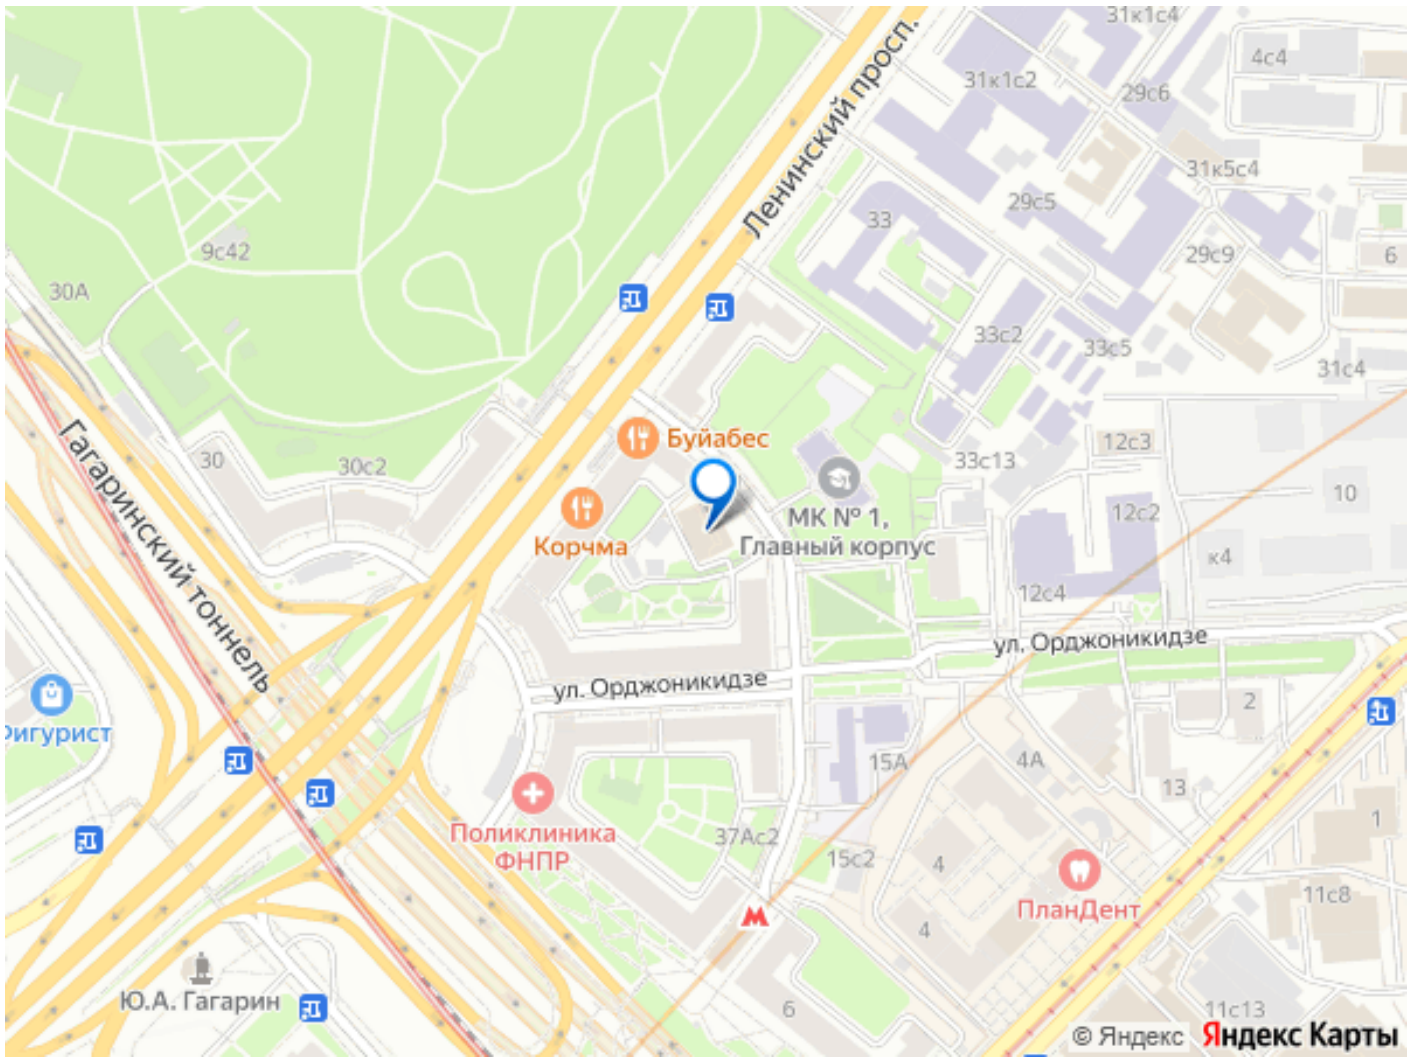 31к1с4
4с4
31к1с2
29с6
Ленинский просп.
31к5с4
29с5
33
9с42
29с9
6
30А
33с2
33с5
31с4
Буйабес
12с3
30
30с2
33с13
10
МК № 1,
Главный корпус
12с2
Корчма
к4
Гагаринский тоннель
12с4
ул. Орджоникидзе
ул. Орджоникидзе
2
Фигурист
15А
4А
13
Поликлиника
ФНПР
37Ас2
1
15с2
4
ПланДент
11с8
4
Ю.А. Гагарин
6
11с13
© Яндекс
Яндекс Карты